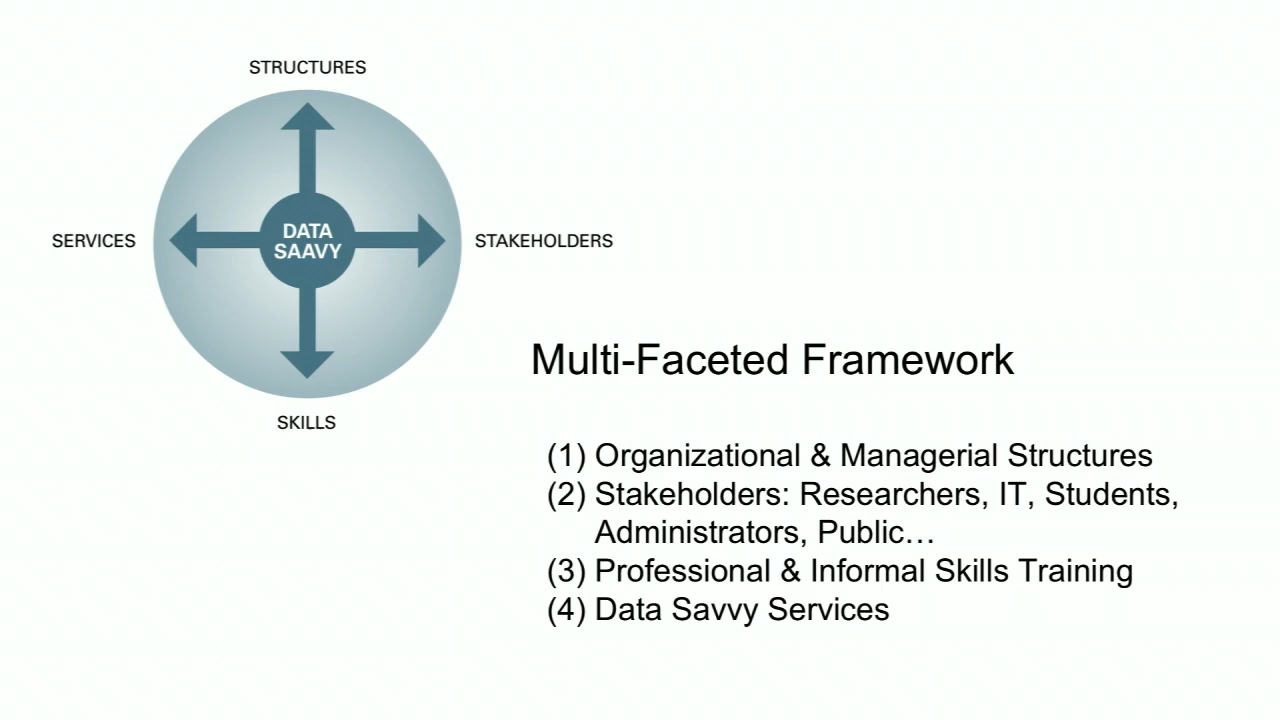 STRUCTURES
SERVICES
DATA
SAAVY
STAKEHOLDERS
SKILLS
Multi-Faceted Framework
(1) Organizational & Managerial Structures
(2) Stakeholders: Researchers, IT, Students,
Administrators, Public…
(3) Professional & Informal Skills Training
(4) Data Savvy Services